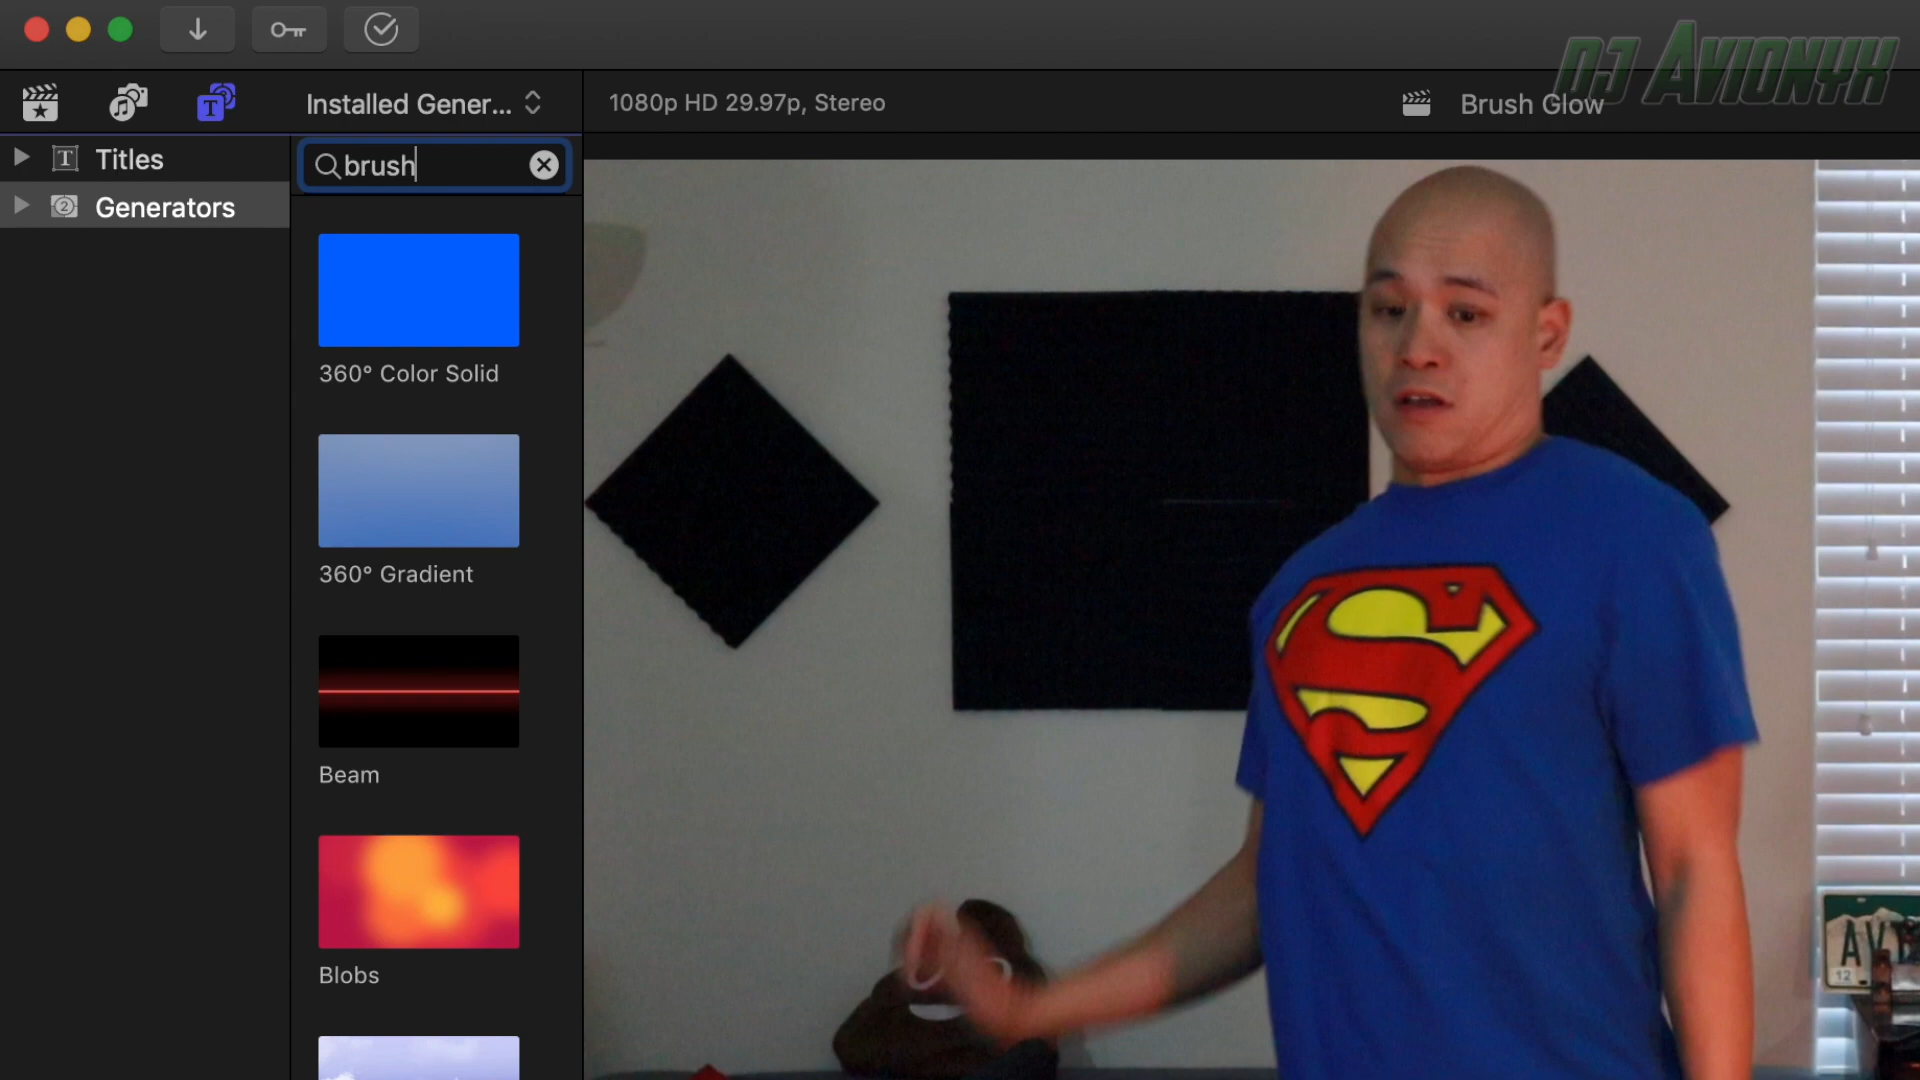 DJ AVIONYX
Installed Gener...
1080p HD 29.97p, Stereo
Brush Glow
Titles
Generators
brush
360° Color Solid
360° Gradient
Beam
Blobs
12